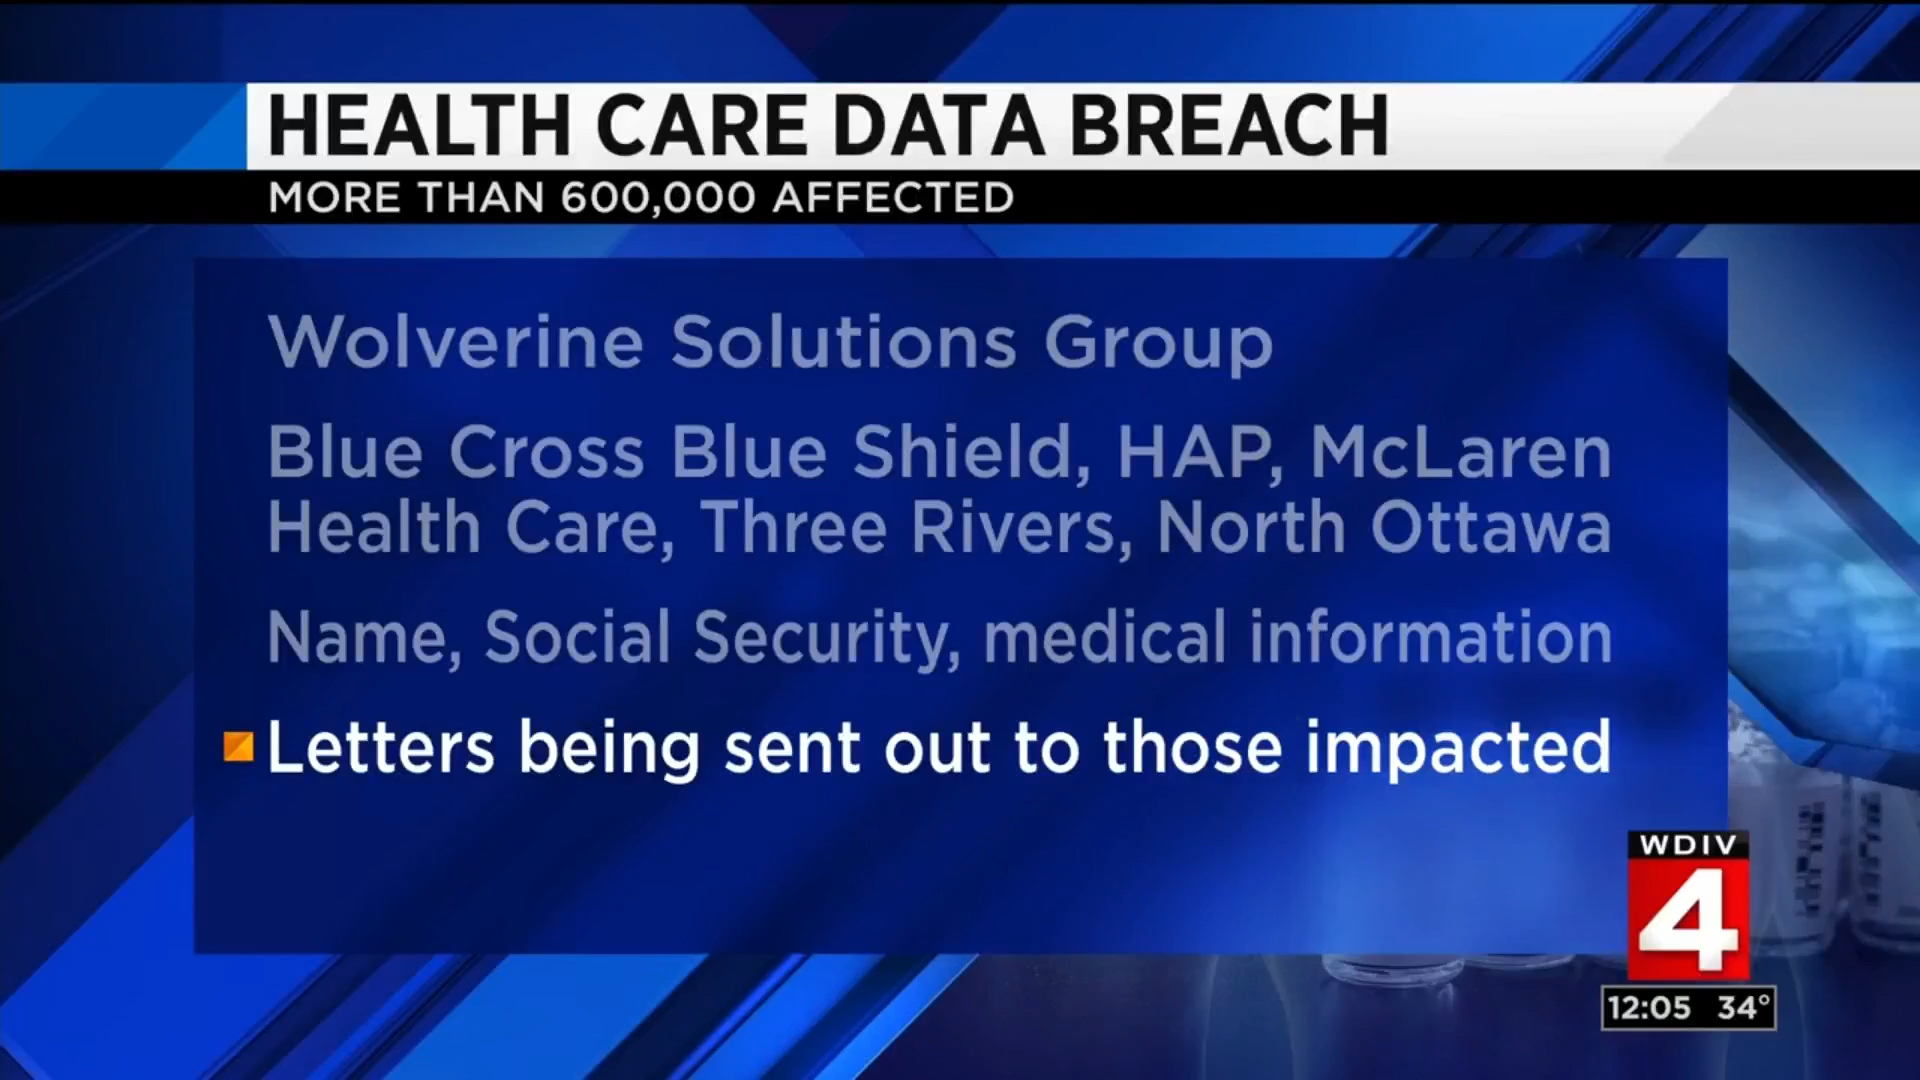 HEALTH CARE DATA BREACH
MORE THAN 600,000 AFFECTED
Wolverine Solutions Group
Blue Cross Blue Shield, HAP, McLaren
Health Care, Three Rivers, North Ottawa
Name, Social Security, medical information
Letters being sent out to those impacted
WDIV
4
12:05 34°